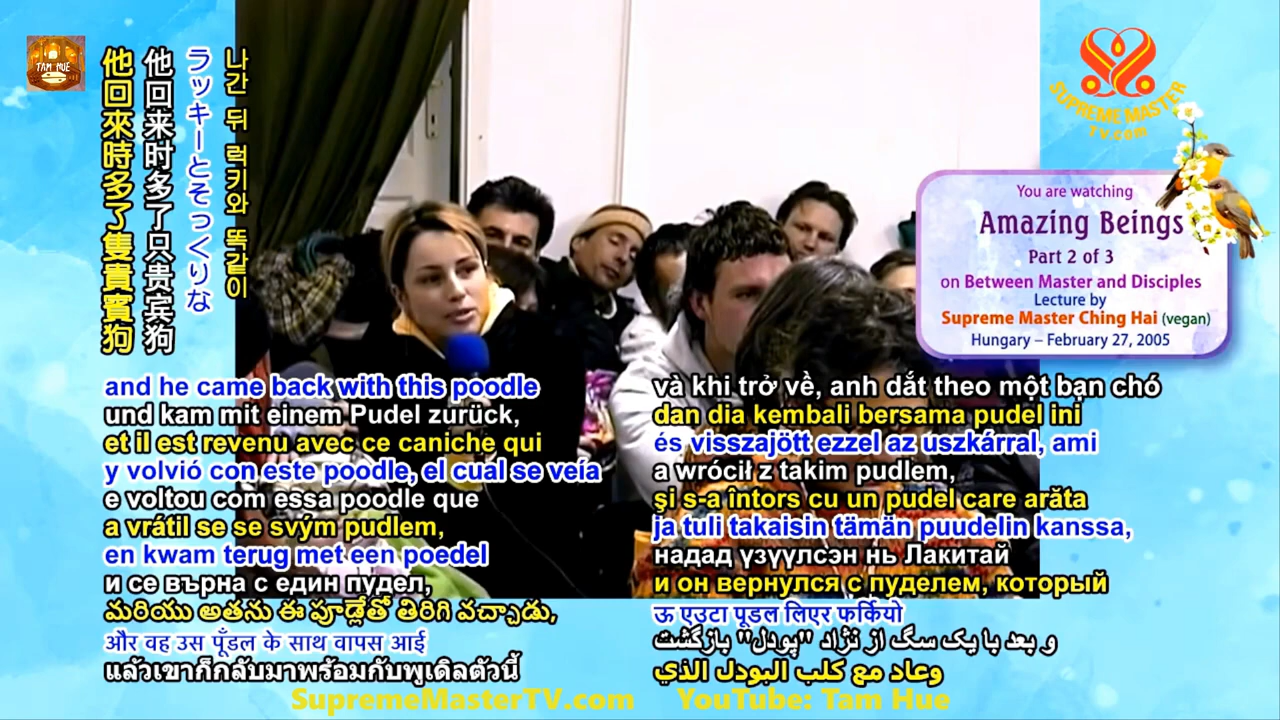 TAM HUE
他回來時多了隻貴賓狗
他回来时多了只贵宾狗
ラッキーとそっくりな
나간 뒤 럭키와 똑같이
SUPREME MASTER
TV.com
You are watching
Amazing Beings
Part 2 of 3
on Between Master and Disciples
Lecture by
Supreme Master Ching Hai (vegan)
Hungary – February 27, 2005
and he came back with this poodle
und kam mit einem Pudel zurück,
et il est revenu avec ce caniche qui
y volvió con este poodle, el cual se veía
e voltou com essa poodle que
a vrátil se se svým pudlem,
en kwam terug met een poedel
и се върна с един пудел,
మరియు అతను ఈ పూడ్లేతో తిరిగి వచ్చాడు,
और वह उस पूँडल के साथ वापस आई
แล้วเขาก็กลับมาพร้อมกับพูเดิลตัวนี้
và khi trở về, anh dắt theo một bạn chó
dan dia kembali bersama pudel ini
és visszajött ezzel az uszkárral, ami
a wrócił z takim pudlem,
şi s-a întors cu un pudel care arăta
ja tuli takaisin tämän puudelin kanssa,
надад үзүүлсэн нь Лакитай
и он вернулся с пуделем, который
ऊ एउटा पूडल लिएर फर्कियो
و بعد با یک سگ از نژاد "پودل" بازگشت
وعاد مع كلب البودل الذي
SupremeMasterTV.com
YouTube: Tam Hue